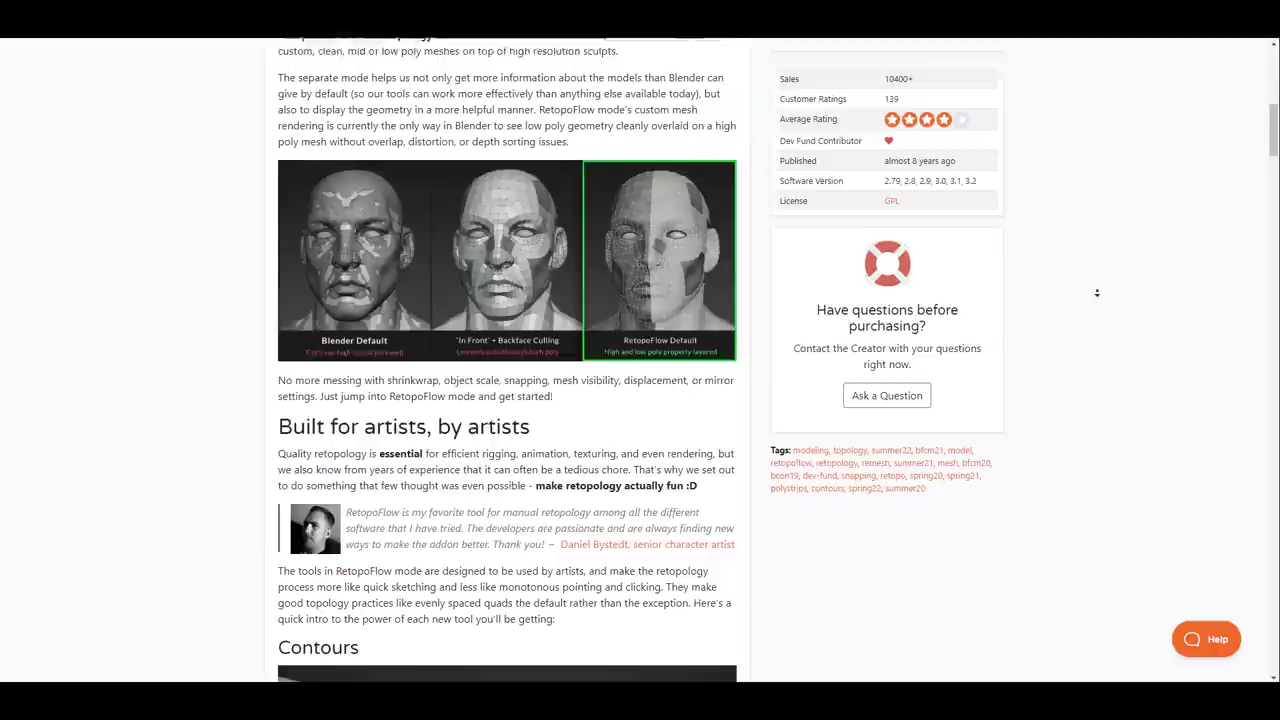 custom, clean, mid or low poly meshes on top of high resolution sculpts.
The separate mode helps us not only get more information about the models than Blender can
give by default (so our tools can work more effectively than anything else available today), but
also to display the geometry in a more helpful manner. RetopoFlow mode's custom mesh
rendering is currently the only way in Blender to see low poly geometry cleanly overlaid on a high
poly mesh without overlap, distortion, or depth sorting issues.
Blender Default
"In Front" + Backface Culling
RetopoFlow Default
High and low poly properly layered
No more messing with shrinkwrap, object scale, snapping, mesh visibility, displacement, or mirror
settings. Just jump into RetopoFlow mode and get started!
Built for artists, by artists
Quality retopology is essential for efficient rigging, animation, texturing, and even rendering, but
we also know from years of experience that it can often be a tedious chore. That's why we set out
to do something that few thought was even possible - make retopology actually fun :D
RetopoFlow is my favorite tool for manual retopology among all the different
software that I have tried. The developers are passionate and are always finding new
ways to make the addon better. Thank you! ~ Daniel Bystedt, senior character artist
The tools in RetopoFlow mode are designed to be used by artists, and make the retopology
process more like quick sketching and less like monotonous pointing and clicking. They make
good topology practices like evenly spaced quads the default rather than the exception. Here's a
quick intro to the power of each new tool you'll be getting:
Contours
Sales 10400+
Customer Ratings 139
Average Rating
Dev Fund Contributor
Published almost 8 years ago
Software Version 2.79, 2.8, 2.9, 3.0, 3.1, 3.2
License GPL
Have questions before
purchasing?
Contact the Creator with your questions
right now.
Ask a Question
Tags: modeling, topology, summer22, bfcm21, model,
retopoflow, retopology, remesh, summer21, mesh, bfcm20,
bcon19, dev-fund, snapping, retopo, spring20, spring21,
polystrips, contours, spring22, summer20
Help